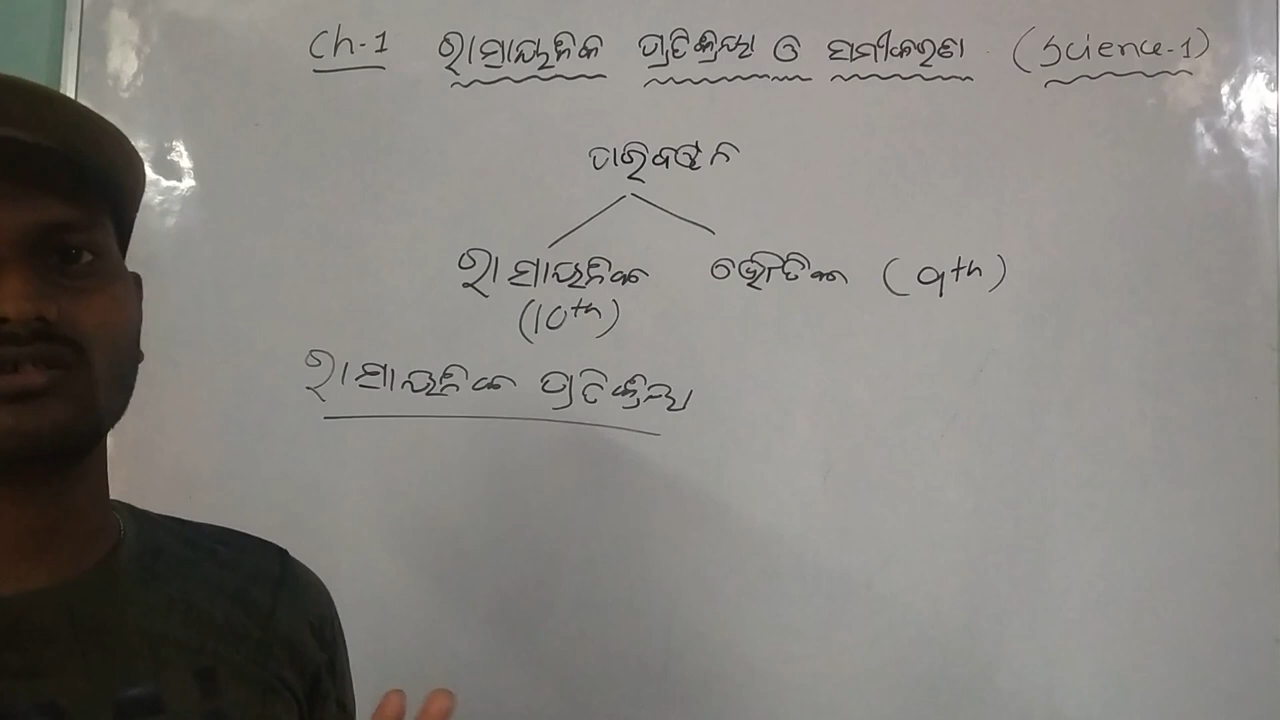 Ch-1 ରାସାୟନିକ ପ୍ରତିକ୍ରିୟା ଓ ସମୀକରଣ (Science-1)
ପରିବର୍ତ୍ତନ
ରାସାୟନିକ ଭୌତିକ (9th)
(10th)
ରାସାୟନିକ ପ୍ରତିକ୍ରିୟା